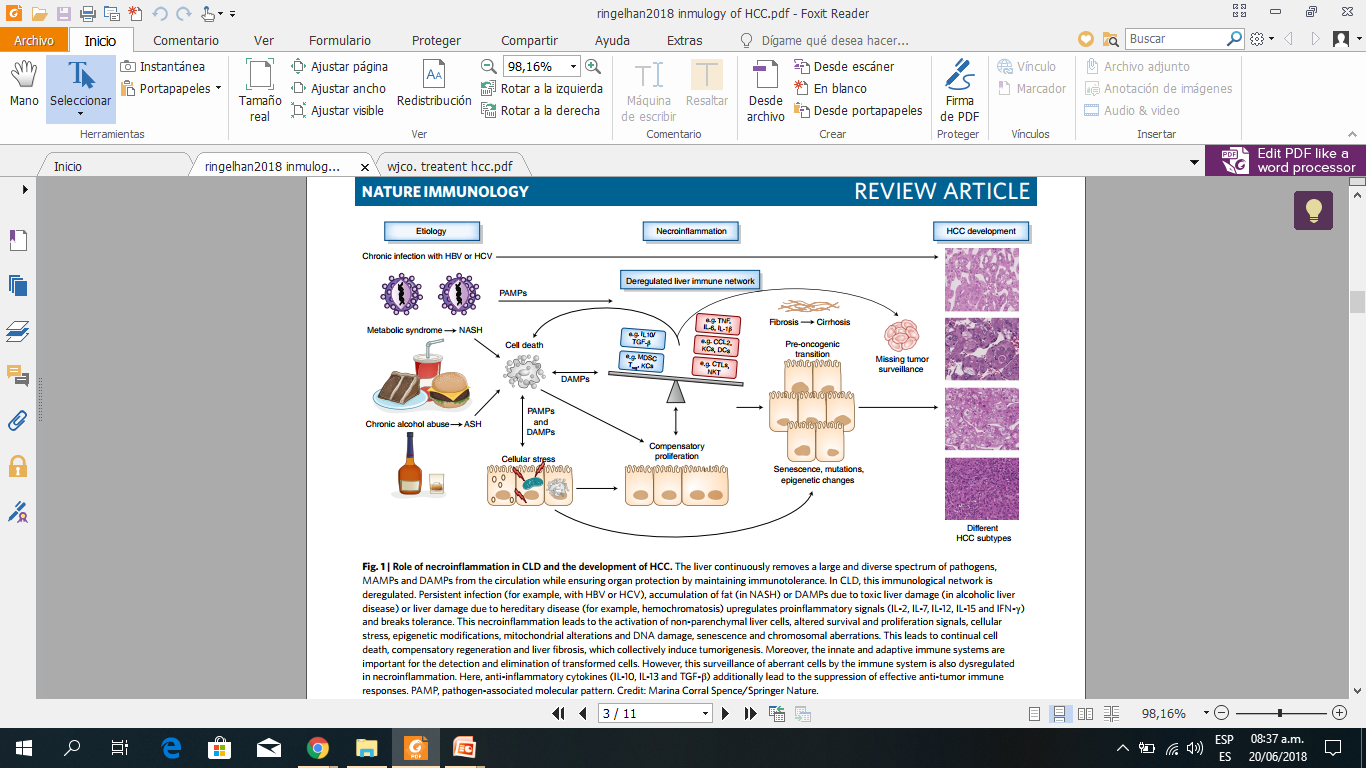 ringelhan2018 inmulogy of HCC.pdf - Foxit Reader
Archivo Inicio Comentario Ver Formulario Proteger Compartir Ayuda Extras Dígame qué desea hacer... Buscar
Mano
Seleccionar
Instantánea
Portapapeles
Herramientas
Tamaño real
Ajustar página
Ajustar ancho
Ajustar visible
Redistribución
98,16%
Rotar a la izquierda
Rotar a la derecha
Ver
Máquina de escribir
Resaltar
Comentario
Desde archivo
Desde escáner
En blanco
Desde portapapeles
Crear
Firma de PDF
Proteger
Vínculo
Marcador
Vínculos
Archivo adjunto
Anotación de imágenes
Audio & video
Insertar
Inicio
ringelhan2018 inmulog...
wjco. treatent hcc.pdf
Edit PDF like a
word processor
NATURE IMMUNOLOGY
REVIEW ARTICLE
Etiology
Necroinflammation
HCC development
Chronic infection with HBV or HCV
Deregulated liver immune network
PAMPs
Metabolic syndrome → NASH
Cell death
DAMPs
e.g. IL10/
TGF-β
e.g. MDSC
KCs
e.g. TNF,
IL-6, IL-1β
e.g. CCL2,
KCs, DCs
e.g. CTLs,
NKT
Fibrosis → Cirrhosis
Pre-oncogenic
transition
Missing tumor
surveillance
Chronic alcohol abuse → ASH
PAMPs
and
DAMPs
Cellular stress
Compensatory
proliferation
Senescence, mutations,
epigenetic changes
Different
HCC subtypes
Fig. 1 | Role of necroinflammation in CLD and the development of HCC. The liver continuously removes a large and diverse spectrum of pathogens,
MAMPs and DAMPs from the circulation while ensuring organ protection by maintaining immunotolerance. In CLD, this immunological network is
deregulated. Persistent infection (for example, with HBV or HCV), accumulation of fat (in NASH) or DAMPs due to toxic liver damage (in alcoholic liver
disease) or liver damage due to hereditary disease (for example, hemochromatosis) upregulates proinflammatory signals (IL-2, IL-7, IL-12, IL-15 and IFN-γ)
and breaks tolerance. This necroinflammation leads to the activation of non-parenchymal liver cells, altered survival and proliferation signals, cellular
stress, epigenetic modifications, mitochondrial alterations and DNA damage, senescence and chromosomal aberrations. This leads to continual cell
death, compensatory regeneration and liver fibrosis, which collectively induce tumorigenesis. Moreover, the innate and adaptive immune systems are
important for the detection and elimination of transformed cells. However, this surveillance of aberrant cells by the immune system is also dysregulated
in necroinflammation. Here, anti-inflammatory cytokines (IL-10, IL-13 and TGF-β) additionally lead to the suppression of effective anti-tumor immune
responses. PAMP, pathogen-associated molecular pattern. Credit: Marina Corral Spence/Springer Nature.
3 / 11
98,16%
ESP
ES
08:37 a.m.
20/06/2018